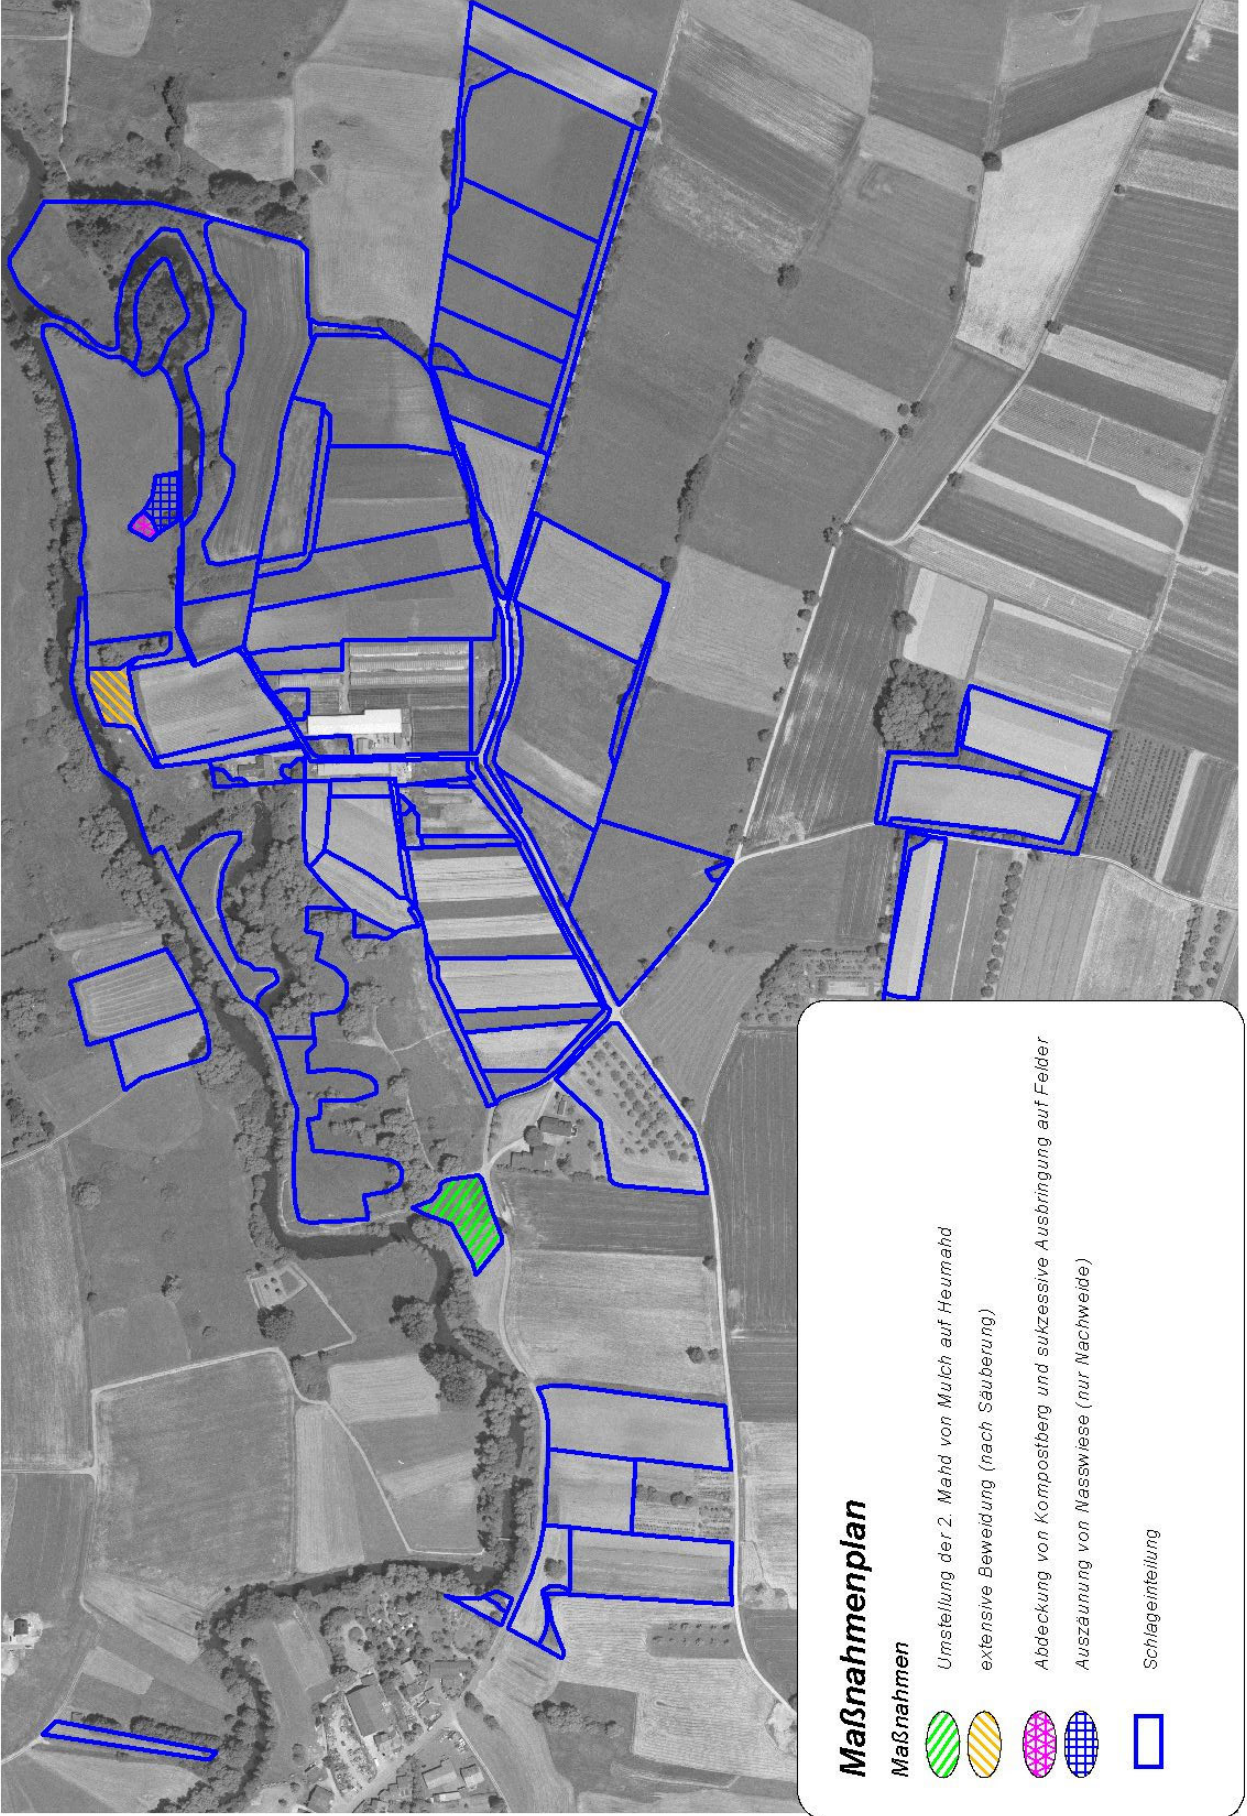 Maßnahmenplan
Maßnahmen
Umstellung der 2. Mahd von Mulch auf Heumahd
extensive Beweidung (nach Säuberung)
Abdeckung von Kompostberg und sukzessive Ausbringung auf Felder
Auszäunung von Nasswiese (nur Nachweide)
Schlageinteilung